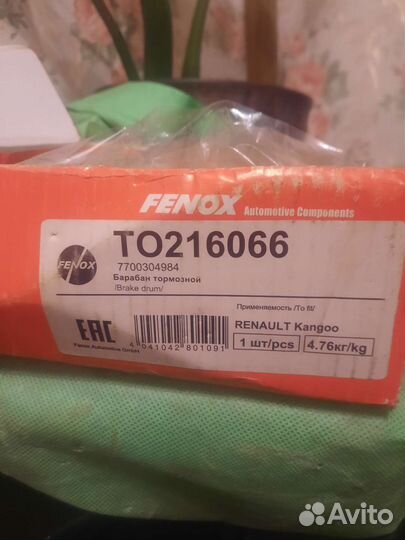 FENOX Automotive Components
FENOX
TO216066
7700304984
Барабан тормозной
/Brake drum/
Применяемость /To fit/
RENAULT Kangoo
1 шт/pcs
4.76кг/kg
EAC
Fenox Automotive GmbH
4 041042 801091
Avito